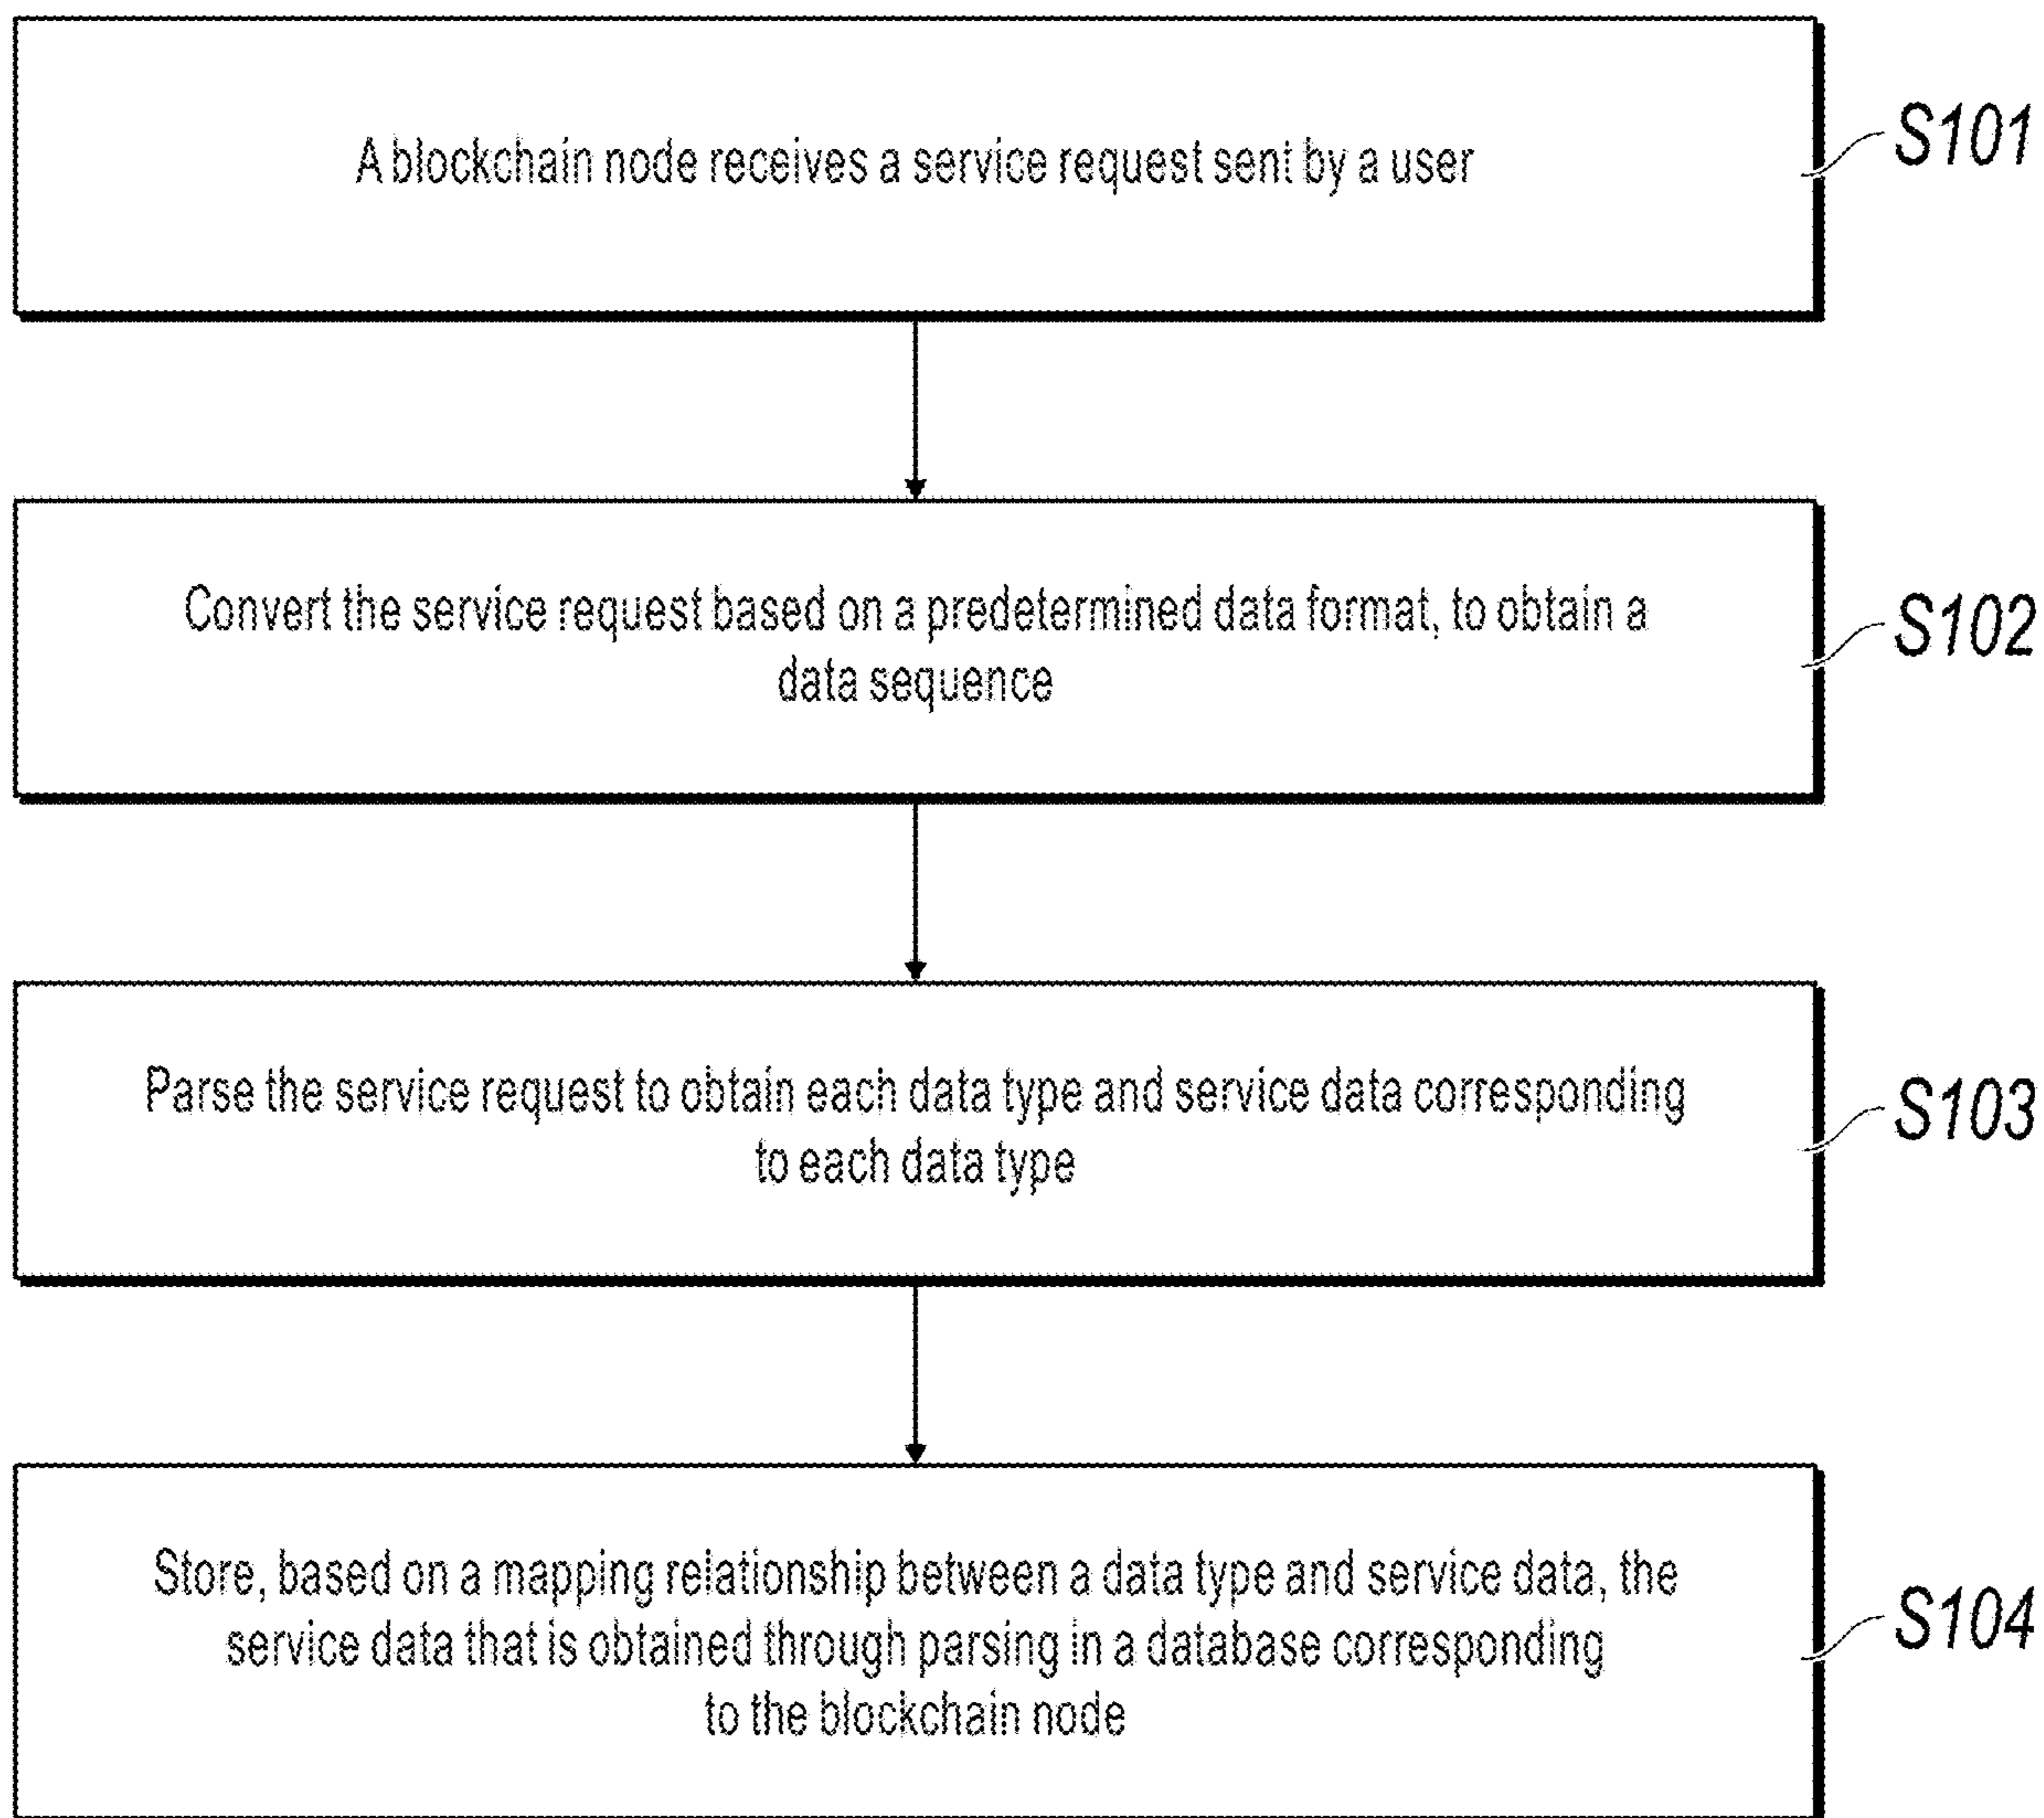 A blockchain node receives a service request sent by a user
S101
Convert the service request based on a predetermined data format, to obtain a
data sequence
S102
Parse the service request to obtain each data type and service data corresponding
to each data type
S103
Store, based on a mapping relationship between a data type and service data, the
service data that is obtained through parsing in a database corresponding
to the blockchain node
S104